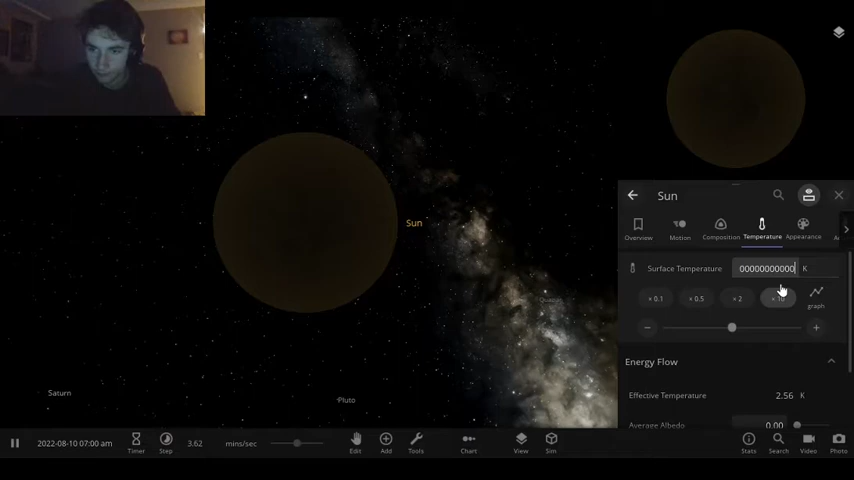 Sun
Sun
Overview
Motion
Composition
Temperature
Appearance
Surface Temperature
00000000000
K
× 0.1
× 0.5
× 2
× 10
graph
Energy Flow
Effective Temperature
2.56 K
Average Albedo
0.00
Saturn
Pluto
2022-08-10 07:00 am
Timer
Step
3.62
mins/sec
Edit
Add
Tools
Chart
View
Sim
Stats
Search
Video
Photo